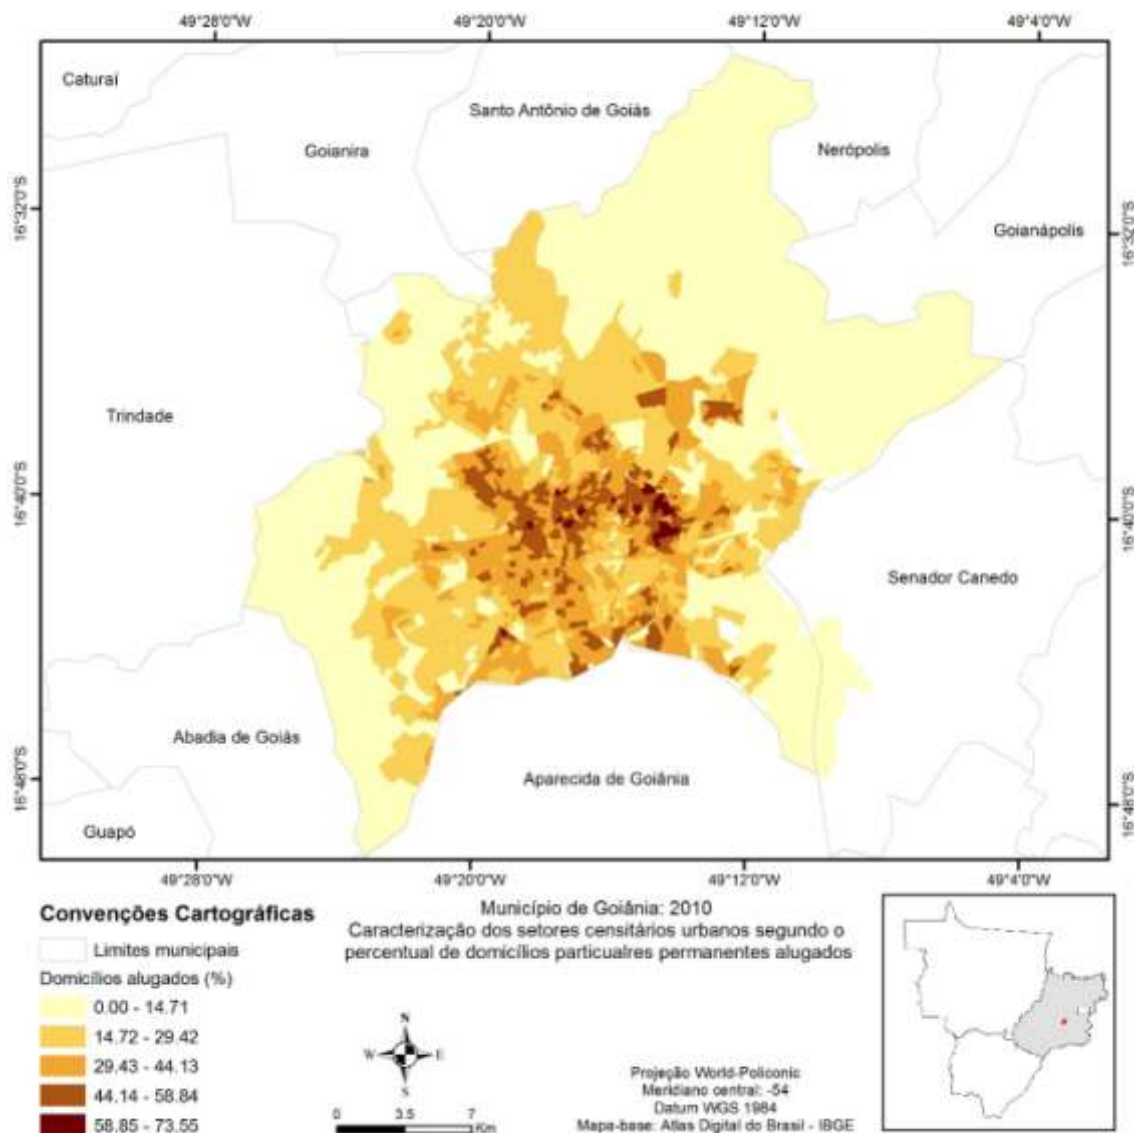 49°28'0"W 49°20'0"W 49°12'0"W 49°4'0"W
Caturaí
Santo Antônio de Goiás
Goianira
Nerópolis
16°32'0"S
16°32'0"S
Goianápolis
Trindade
16°40'0"S
16°40'0"S
Senador Canedo
Abadia de Goiás
Aparecida de Goiânia
16°48'0"S
16°48'0"S
Guapó
49°28'0"W 49°20'0"W 49°12'0"W 49°4'0"W
Convenções Cartográficas
Limites municipais
Domicílios alugados (%)
0.00 - 14.71
14.72 - 29.42
29.43 - 44.13
44.14 - 58.84
58.85 - 73.55
Município de Goiânia: 2010
Caracterização dos setores censitários urbanos segundo o
percentual de domicílios particualres permanentes alugados
N
W E
S
0 3.5 7
Km
Projeção World-Policonic
Meridiano central: -54
Datum WGS 1984
Mapa-base: Atlas Digital do Brasil - IBGE